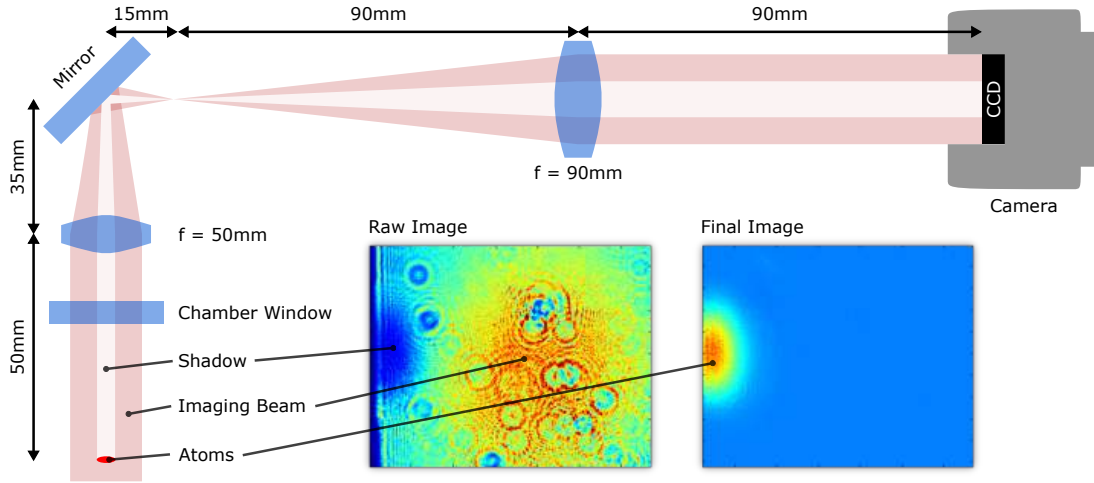 15mm
90mm
90mm
Mirror
35mm
CCD
f = 90mm
Camera
f = 50mm
Raw Image
Final Image
50mm
Chamber Window
Shadow
Imaging Beam
Atoms